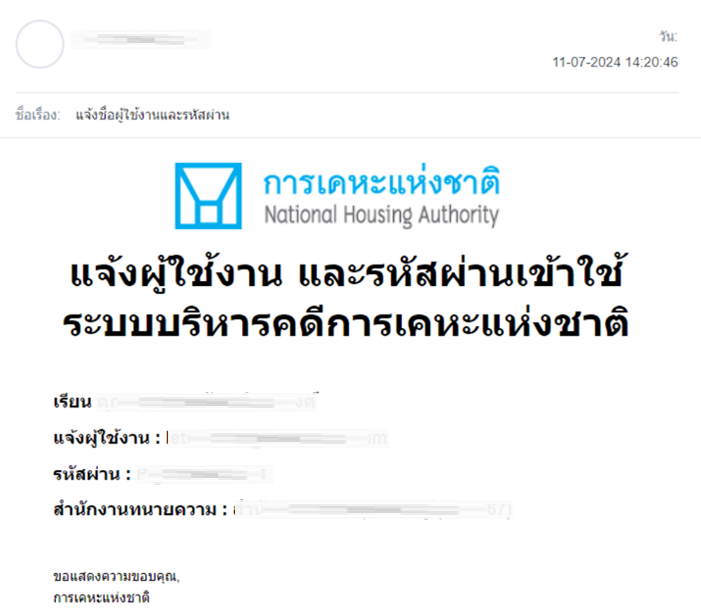 วัน:
11-07-2024 14:20:46
ชื่อเรื่อง: แจ้งชื่อผู้ใช้งานและรหัสผ่าน
การเคหะแห่งชาติ
National Housing Authority
แจ้งผู้ใช้งาน และรหัสผ่านเข้าใช้
ระบบบริหารคดีการเคหะแห่งชาติ
เรียน
แจ้งผู้ใช้งาน :
รหัสผ่าน :
สำนักงานทนายความ :
ขอแสดงความขอบคุณ,
การเคหะแห่งชาติ